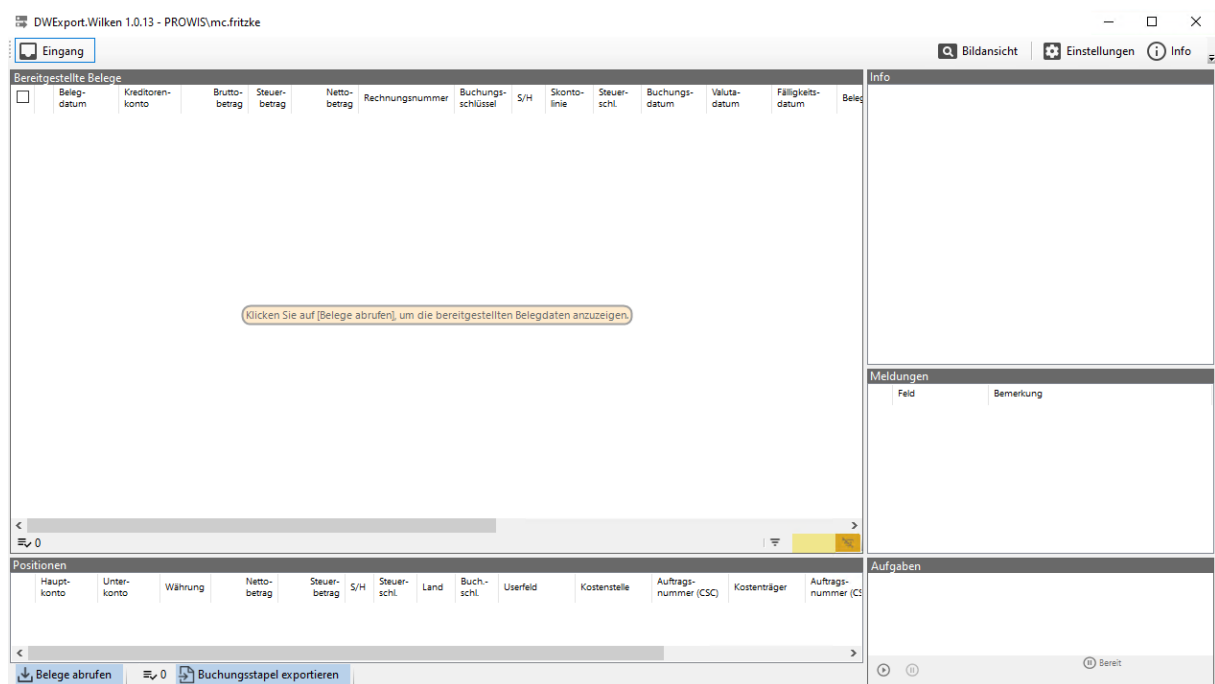 DWExport.Wilken 1.0.13 - PROWIS\mc.fritzke
Eingang
Bildansicht
Einstellungen
Info
Bereitgestellte Belege
Beleg-
datum
Kreditoren-
konto
Brutto-
betrag
Steuer-
betrag
Netto-
betrag
Rechnungsnummer
Buchungs-
schlüssel
S/H
Skonto-
linie
Steuer-
schl.
Buchungs-
datum
Valuta-
datum
Fälligkeits-
datum
Beleg
Klicken Sie auf [Belege abrufen], um die bereitgestellten Belegdaten anzuzeigen.
0
Info
Meldungen
Feld
Bemerkung
Positionen
Haupt-
konto
Unter-
konto
Währung
Netto-
betrag
Steuer-
betrag
S/H
Steuer-
schl.
Land
Buch.-
schl.
Userfeld
Kostenstelle
Auftrags-
nummer (CSC)
Kostenträger
Auftrags-
nummer (CS
Aufgaben
Bereit
Belege abrufen
0
Buchungsstapel exportieren